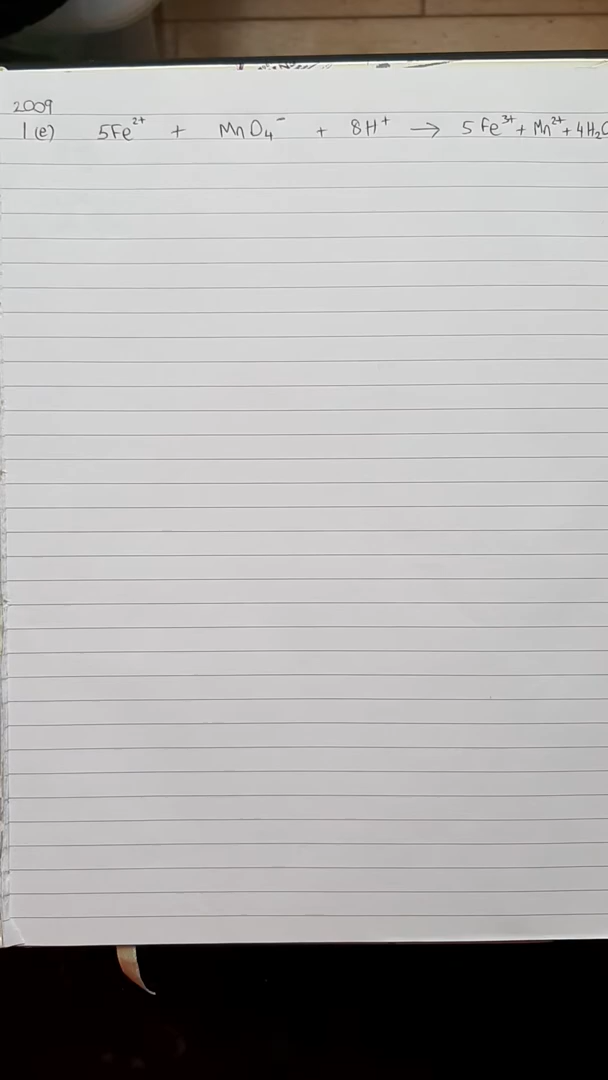 2009
1(e) 5Fe²⁺ + MnO₄⁻ + 8H⁺ → 5Fe³⁺ + Mn²⁺ + 4H₂O